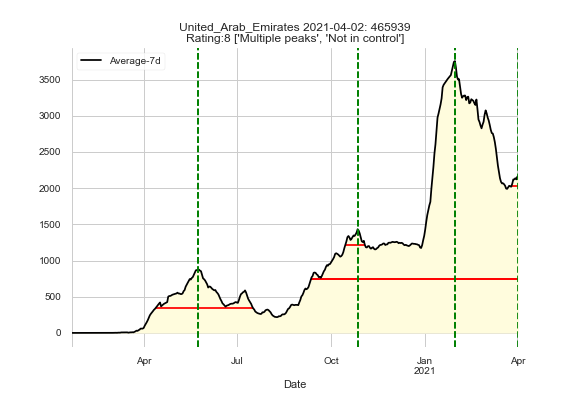 United_Arab_Emirates 2021-04-02: 465939
Rating:8 ['Multiple peaks', 'Not in control']
Average-7d
3500
3000
2500
2000
1500
1000
500
0
Apr Jul Oct Jan Apr
2021
Date